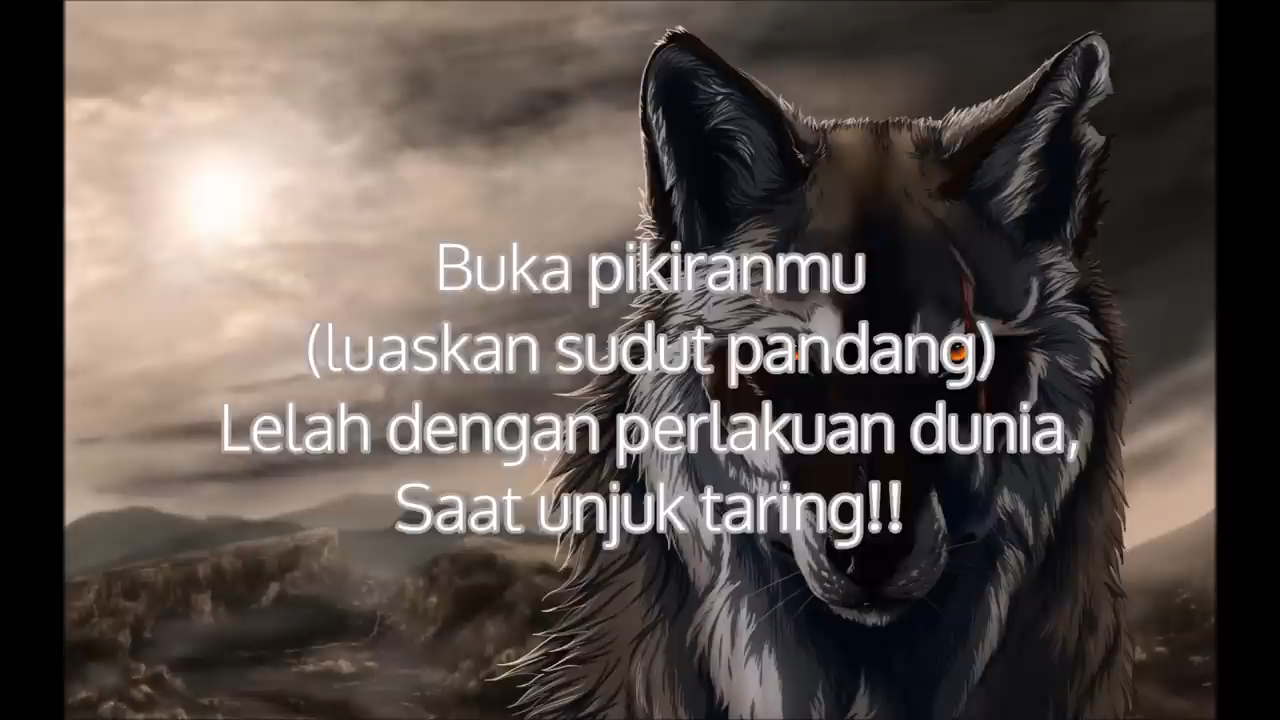 Buka pikiranmu
(luaskan sudut pandang)
Lelah dengan perlakuan dunia,
Saat unjuk taring!!